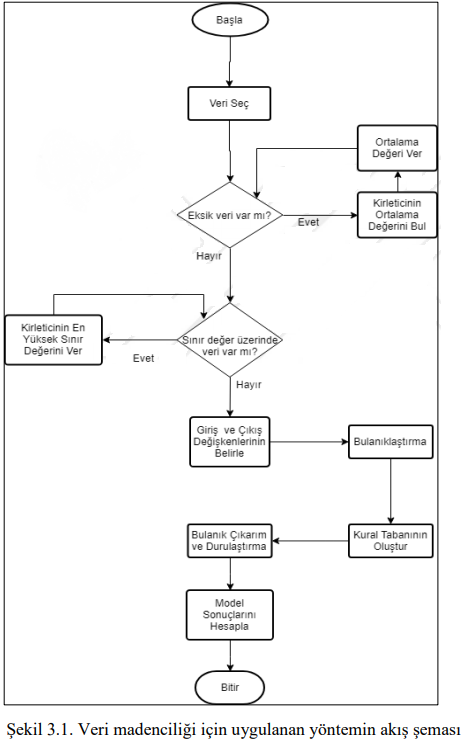 Başla
Veri Seç
Ortalama
Değeri Ver
Eksik veri var mı?
Evet
Kirleticinin
Ortalama
Değerini Bul
Hayır
Kirleticinin En
Yüksek Sınır
Değerini Ver
Evet
Sınır değer üzerinde
veri var mı?
Hayır
Giriş ve Çıkış
Değişkenlerinin
Belirle
Bulanıklaştırma
Bulanık Çıkarım
ve Durulaştırma
Kural Tabanının
Oluştur
Model
Sonuçlarını
Hesapla
Bitir
Şekil 3.1. Veri madenciliği için uygulanan yöntemin akış şeması